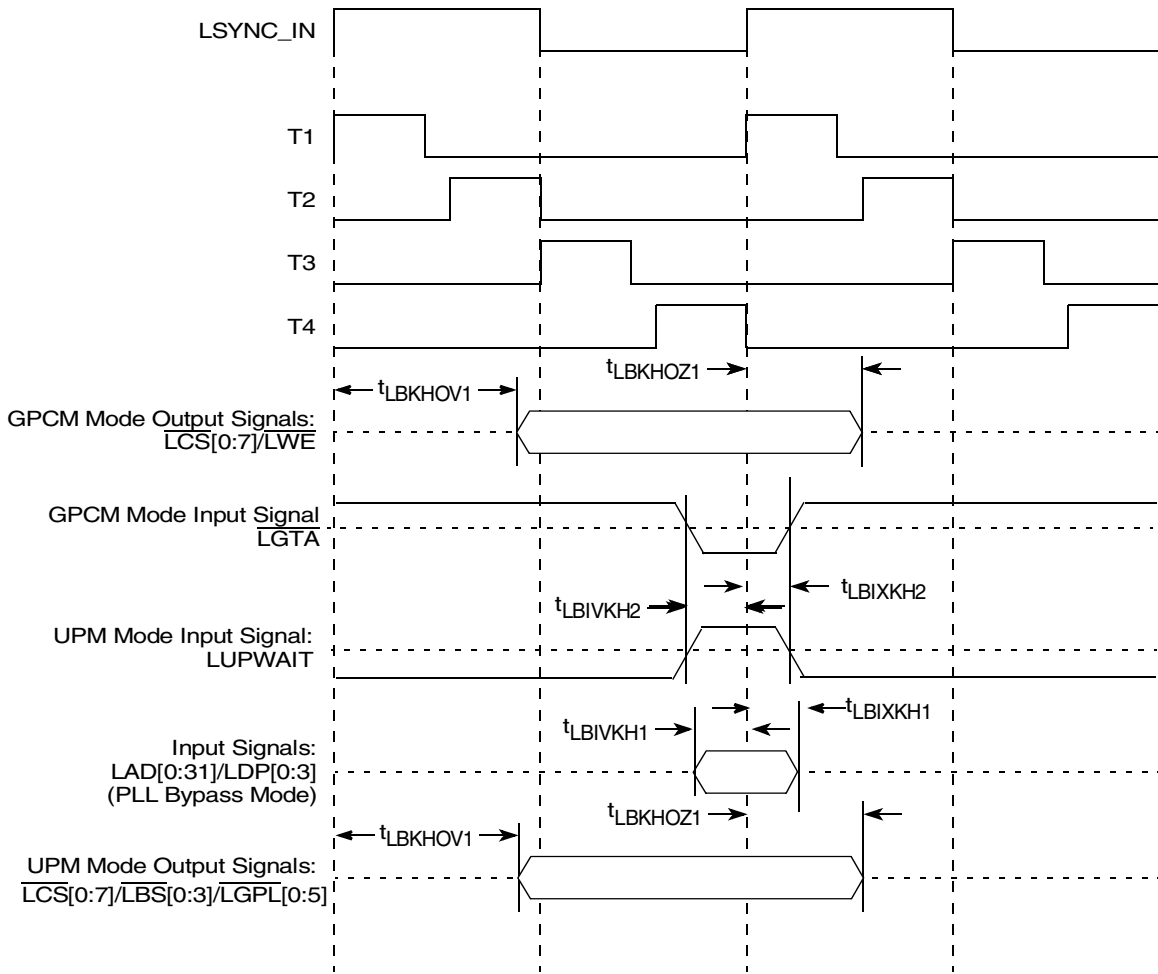 LSYNC_IN
T1
T2
T3
T4
tLBKHOZ1
tLBKHOV1
GPCM Mode Output Signals:
LCS[0:7]/LWE
GPCM Mode Input Signal
LGTA
tLBIXKH2
tLBIVKH2
UPM Mode Input Signal:
LUPWAIT
tLBIXKH1
tLBIVKH1
Input Signals:
LAD[0:31]/LDP[0:3]
(PLL Bypass Mode)
tLBKHOZ1
tLBKHOV1
UPM Mode Output Signals:
LCS[0:7]/LBS[0:3]/LGPL[0:5]